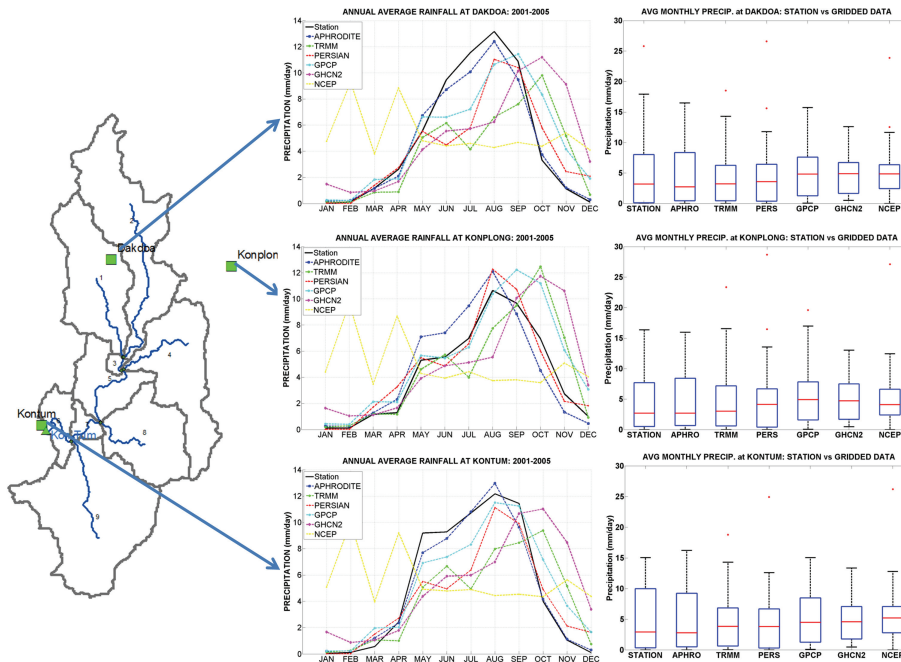 ANNUAL AVERAGE RAINFALL AT DAKDOA: 2001-2005
PRECIPITATION (mm/day)
14
12
10
8
6
4
2
0
Station
APHRODITE
TRMM
PERSIAN
GPCP
GHCN2
NCEP
JAN FEB MAR APR MAY JUN JUL AUG SEP OCT NOV DEC
AVG MONTHLY PRECIP. at DAKDOA: STATION vs GRIDDED DATA
Precipitation (mm/day)
30
25
20
15
10
5
0
STATION APHRO TRMM PERS GPCP GHCN2 NCEP
2
Dakdoa
Konplon
1
4
3
5
Kontum
8
9
ANNUAL AVERAGE RAINFALL AT KONPLONG: 2001-2005
PRECIPITATION (mm/day)
14
12
10
8
6
4
2
0
Station
APHRODITE
TRMM
PERSIAN
GPCP
GHCN2
NCEP
JAN FEB MAR APR MAY JUN JUL AUG SEP OCT NOV DEC
AVG MONTHLY PRECIP. at KONPLONG: STATION vs GRIDDED DATA
Precipitation (mm/day)
30
25
20
15
10
5
0
STATION APHRO TRMM PERS GPCP GHCN2 NCEP
ANNUAL AVERAGE RAINFALL AT KONTUM: 2001-2005
PRECIPITATION (mm/day)
14
12
10
8
6
4
2
0
Station
APHRODITE
TRMM
PERSIAN
GPCP
GHCN2
NCEP
JAN FEB MAR APR MAY JUN JUL AUG SEP OCT NOV DEC
AVG MONTHLY PRECIP. at KONTUM: STATION vs GRIDDED DATA
Precipitation (mm/day)
30
25
20
15
10
5
0
STATION APHRO TRMM PERS GPCP GHCN2 NCEP